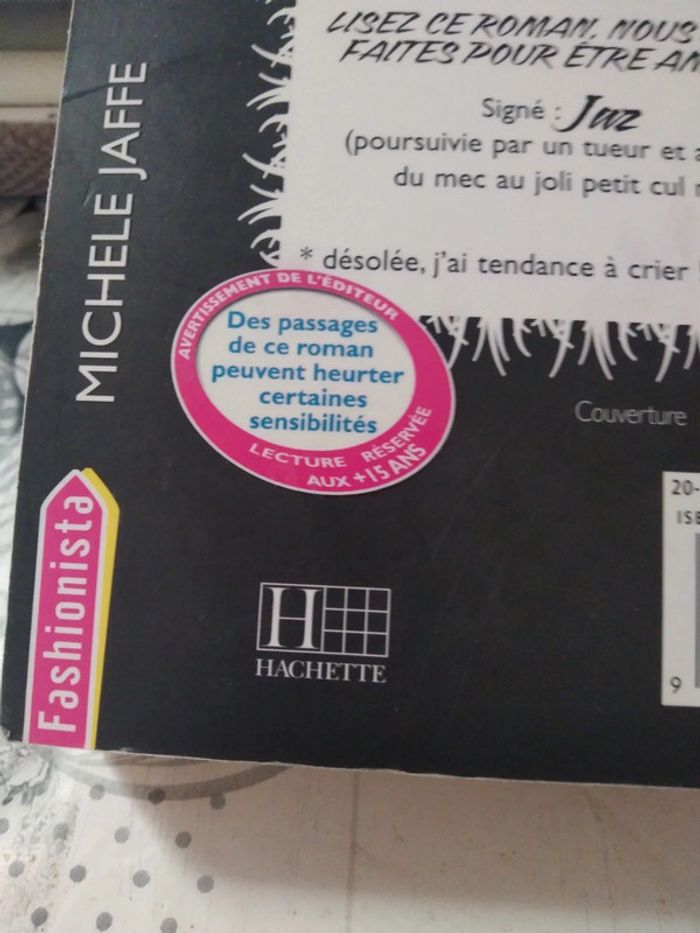 LISEZ CE ROMAN, NOUS
FAITES POUR ÊTRE
Signé : Jaz
(poursuivie par un tueur et
du mec au joli petit cul
* désolée, j'ai tendance à crier
MICHELE JAFFE
AVERTISSEMENT DE L'ÉDITEUR
Des passages
de ce roman
peuvent heurter
certaines
sensibilités
LECTURE RÉSERVÉE
AUX +15 ANS
Couverture
20-
Fashionista
H
HACHETTE
9